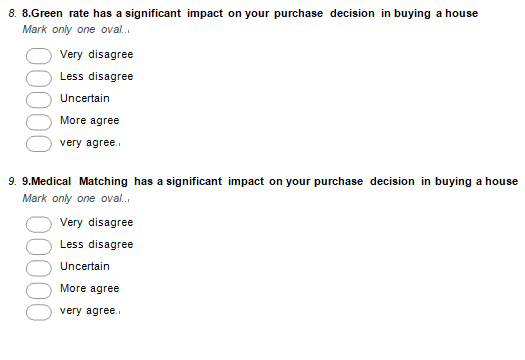 8. 8.Green rate has a significant impact on your purchase decision in buying a house
Mark only one oval..
Very disagree
Less disagree
Uncertain
More agree
very agree.
9. 9.Medical Matching has a significant impact on your purchase decision in buying a house
Mark only one oval..
Very disagree
Less disagree
Uncertain
More agree
very agree.